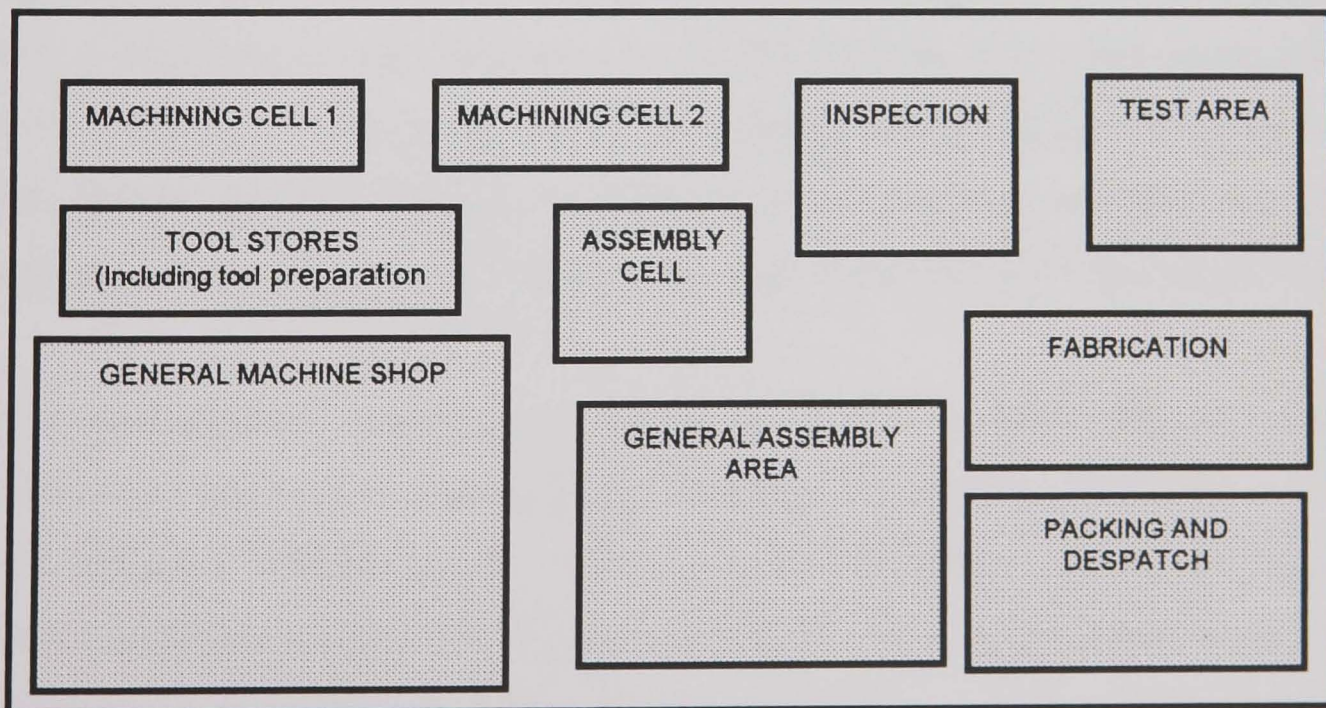 MACHINING CELL 1
MACHINING CELL 2
INSPECTION
TEST AREA
TOOL STORES
(Including tool preparation
ASSEMBLY
CELL
GENERAL MACHINE SHOP
FABRICATION
GENERAL ASSEMBLY
AREA
PACKING AND
DESPATCH